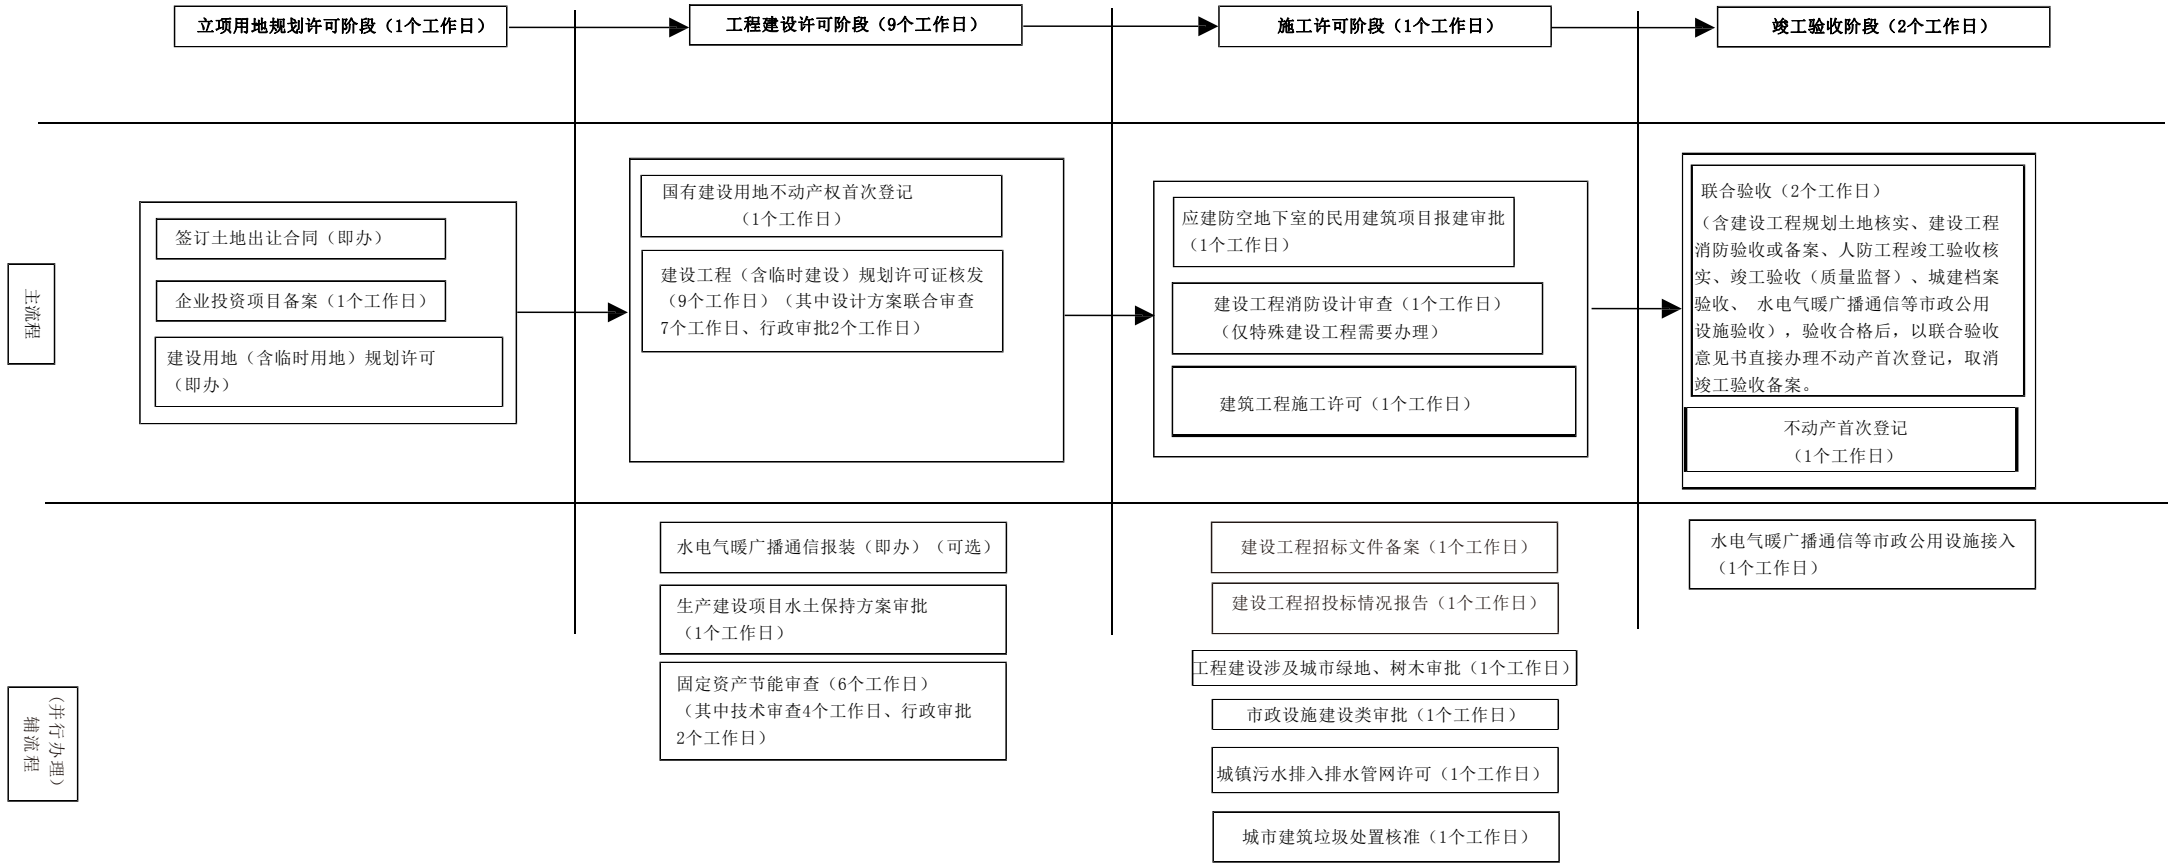 立项用地规划许可阶段（1个工作日）
工程建设许可阶段（9个工作日）
施工许可阶段（1个工作日）
竣工验收阶段（2个工作日）
主流程
签订土地出让合同（即办）
企业投资项目备案（1个工作日）
建设用地（含临时用地）规划许可
（即办）
国有建设用地不动产权首次登记
（1个工作日）
建设工程（含临时建设）规划许可证核发
（9个工作日）（其中设计方案联合审查
7个工作日、行政审批2个工作日）
应建防空地下室的民用建筑项目报建审批
（1个工作日）
建设工程消防设计审查（1个工作日）
（仅特殊建设工程需要办理）
建筑工程施工许可（1个工作日）
联合验收（2个工作日）
（含建设工程规划土地核实、建设工程
消防验收或备案、人防工程竣工验收核
实、竣工验收（质量监督）、城建档案
验收、 水电气暖广播通信等市政公用
设施验收），验收合格后，以联合验收
意见书直接办理不动产首次登记，取消
竣工验收备案。
不动产首次登记
（1个工作日）
（并行办理）
辅流程
水电气暖广播通信报装（即办）（可选）
生产建设项目水土保持方案审批
（1个工作日）
固定资产节能审查（6个工作日）
（其中技术审查4个工作日、行政审批
2个工作日）
建设工程招标文件备案（1个工作日）
建设工程招投标情况报告（1个工作日）
工程建设涉及城市绿地、树木审批（1个工作日）
市政设施建设类审批（1个工作日）
城镇污水排入排水管网许可（1个工作日）
城市建筑垃圾处置核准（1个工作日）
水电气暖广播通信等市政公用设施接入
（1个工作日）